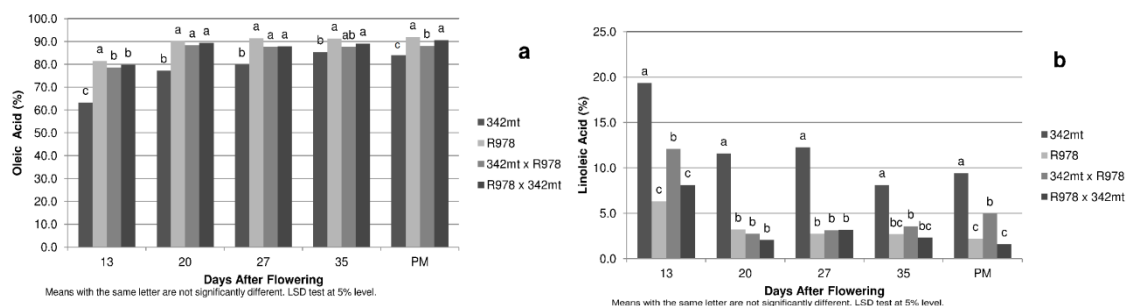 100.0
90.0
80.0
70.0
60.0
50.0
40.0
30.0
20.0
10.0
0.0
Oleic Acid (%)
c a b b
b a a a
b a a a
b a ab a
c a b a
13 20 27 35 PM
Days After Flowering
Means with the same letter are not significantly different. LSD test at 5% level.
a
342mt
R978
342mt x R978
R978 x 342mt
25.0
20.0
15.0
10.0
5.0
0.0
Linoleic Acid (%)
a c b c
a b b b
a b b b
a bc b bc
a c b c
13 20 27 35 PM
Days After Flowering
Means with the same letter are not significantly different. LSD test at 5% level.
b
342mt
R978
342mt x R978
R978 x 342mt